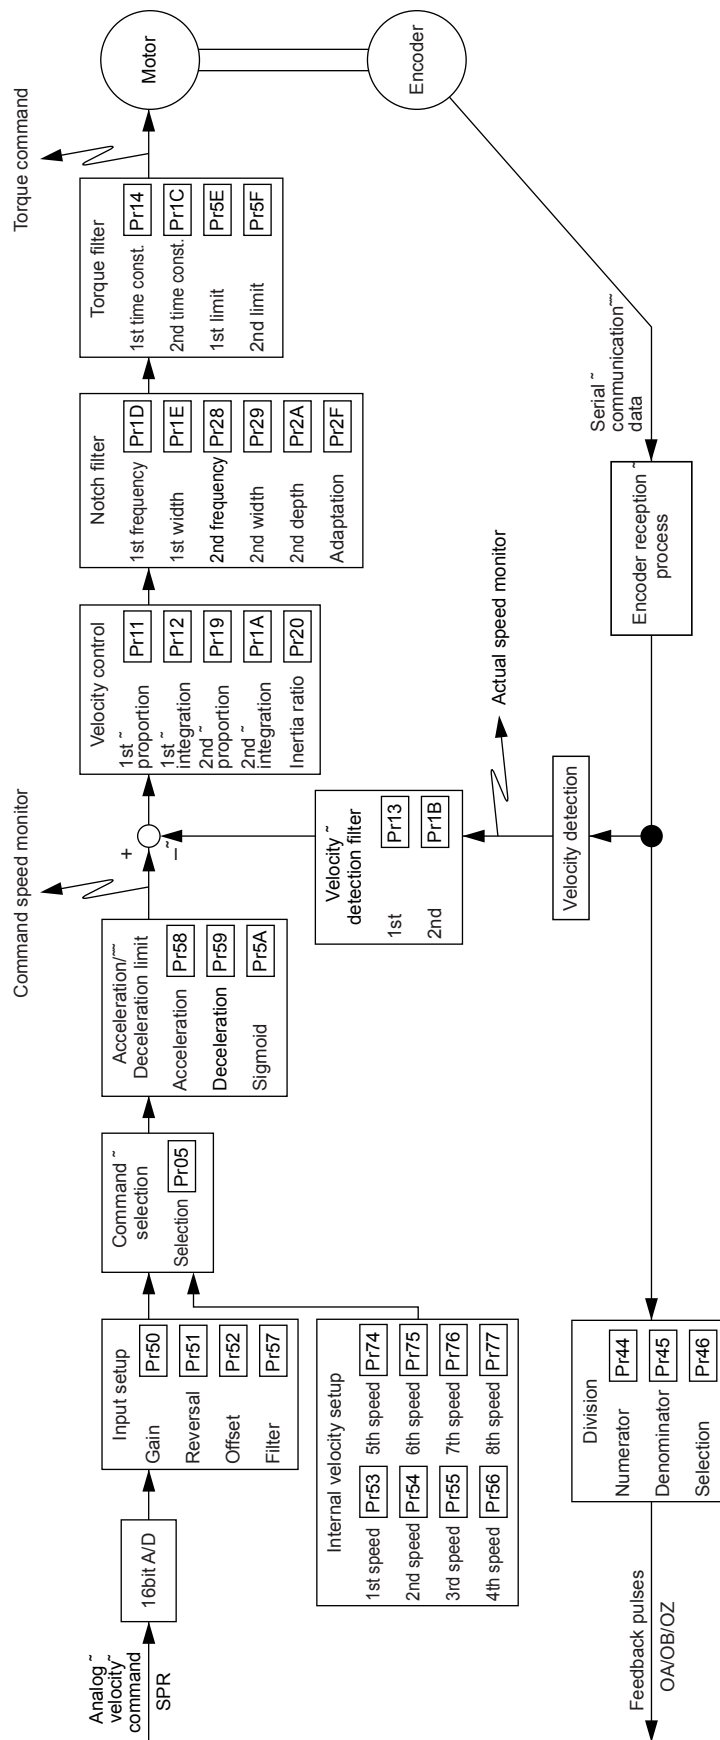 Analog~
velocity~
command
SPR
16bit A/D
Input setup
Gain Pr50
Reversal Pr51
Offset Pr52
Filter Pr57
Internal velocity setup
1st speed Pr53 5th speed Pr74
2nd speed Pr54 6th speed Pr75
3rd speed Pr55 7th speed Pr76
4th speed Pr56 8th speed Pr77
Command~
selection
Selection Pr05
Acceleration/~~
Deceleration limit
Acceleration Pr58
Deceleration Pr59
Sigmoid Pr5A
Command speed monitor
+
−~
Velocity control
1st~
proportion Pr11
1st~
integration Pr12
2nd~
proportion Pr19
2nd~
integration Pr1A
Inertia ratio Pr20
Notch filter
1st frequency Pr1D
1st width Pr1E
2nd frequency Pr28
2nd width Pr29
2nd depth Pr2A
Adaptation Pr2F
Torque filter
1st time const. Pr14
2nd time const. Pr1C
1st limit Pr5E
2nd limit Pr5F
Torque command
Motor
Encoder
Velocity~
detection filter
1st Pr13
2nd Pr1B
Actual speed monitor
Velocity detection
Serial~
communication~~
data
Encoder reception~
process
Division
Numerator Pr44
Denominator Pr45
Selection Pr46
Feedback pulses
OA/OB/OZ